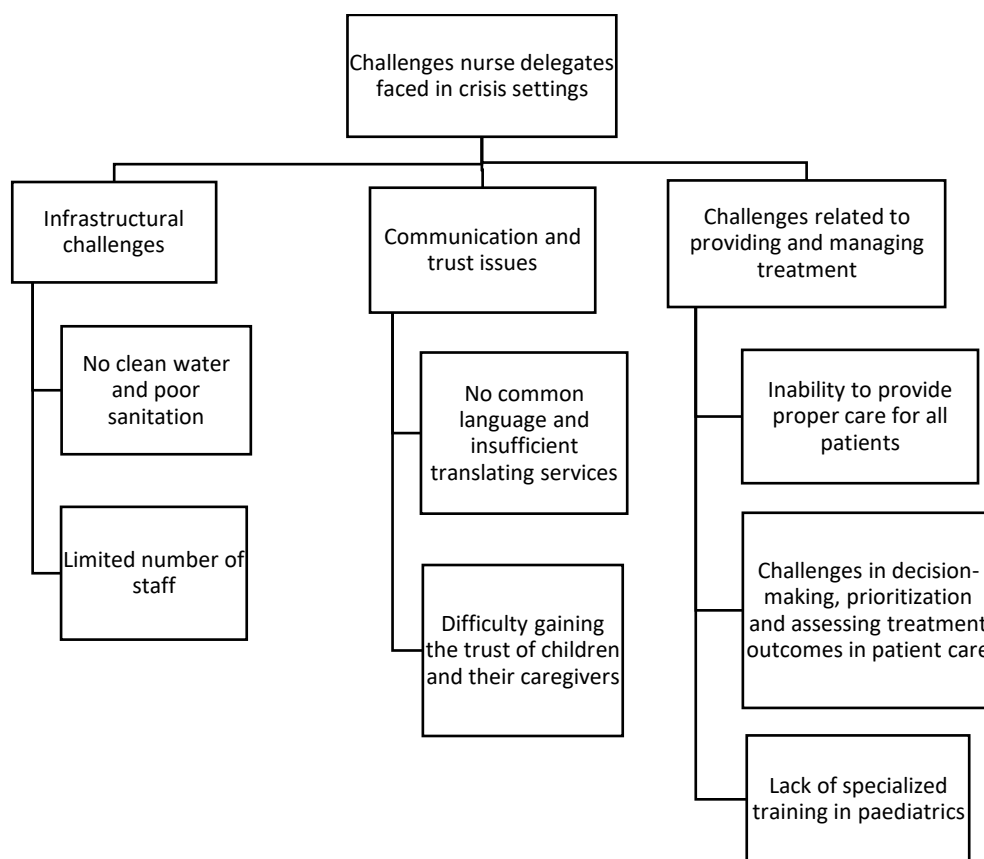 Challenges nurse delegates
faced in crisis settings
Infrastructural
challenges
No clean water
and poor
sanitation
Limited number of
staff
Communication and
trust issues
No common
language and
insufficient
translating services
Difficulty gaining
the trust of children
and their caregivers
Challenges related to
providing and managing
treatment
Inability to provide
proper care for all
patients
Challenges in decision-
making, prioritization
and assessing treatment
outcomes in patient care
Lack of specialized
training in paediatrics